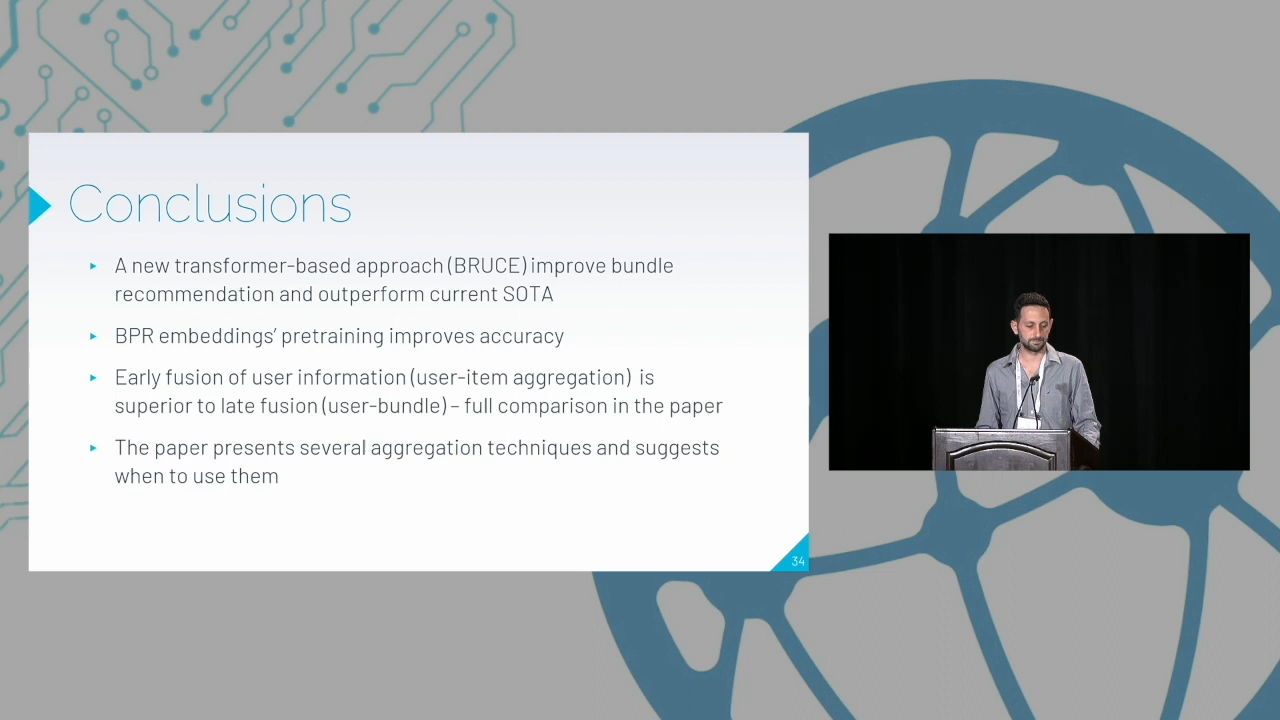 Conclusions
A new transformer-based approach (BRUCE) improve bundle
recommendation and outperform current SOTA
BPR embeddings’ pretraining improves accuracy
Early fusion of user information (user-item aggregation) is
superior to late fusion (user-bundle) – full comparison in the paper
The paper presents several aggregation techniques and suggests
when to use them
34